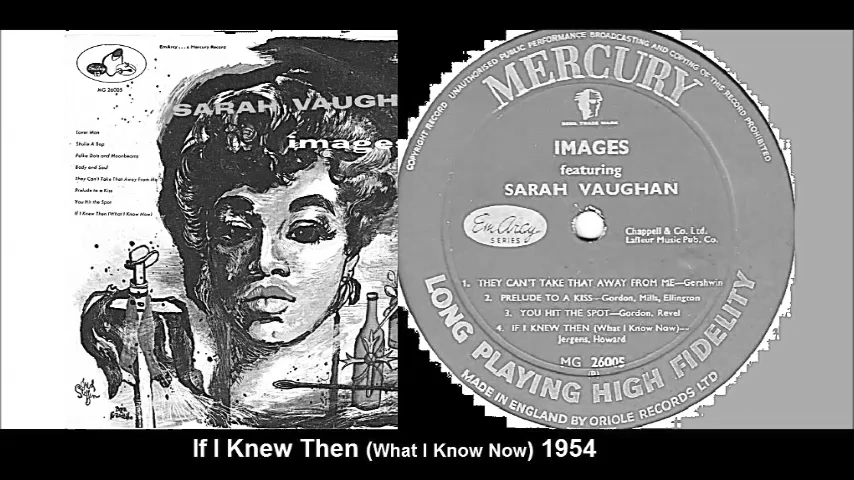 EmArcy...a Mercury Record
MG 26005
SARAH VAUGH
images
Lover Man
Shulie A Bop
Polka Dots and Moonbeams
Body and Soul
They Can't Take That Away From Me
Prelude to a Kiss
You Hit the Spot
If I Knew Then (What I Know Now)
COPYRIGHT RECORD UNAUTHORISED PUBLIC PERFORMANCE BROADCASTING AND COPYING OF THIS RECORD PROHIBITED
MERCURY
REGD. TRADE MARK
IMAGES
featuring
SARAH VAUGHAN
EmArcy
SERIES
Chappell & Co. Ltd.
Lafleur Music Pub. Co.
1. THEY CAN'T TAKE THAT AWAY FROM ME—Gershwin
2. PRELUDE TO A KISS—Gordon, Mills, Ellington
3. YOU HIT THE SPOT—Gordon, Revel
4. IF I KNEW THEN (What I Know Now)—
Jergens, Howard
MG 26005
LONG PLAYING HIGH FIDELITY
MADE IN ENGLAND BY ORIOLE RECORDS LTD
If I Knew Then (What I Know Now) 1954